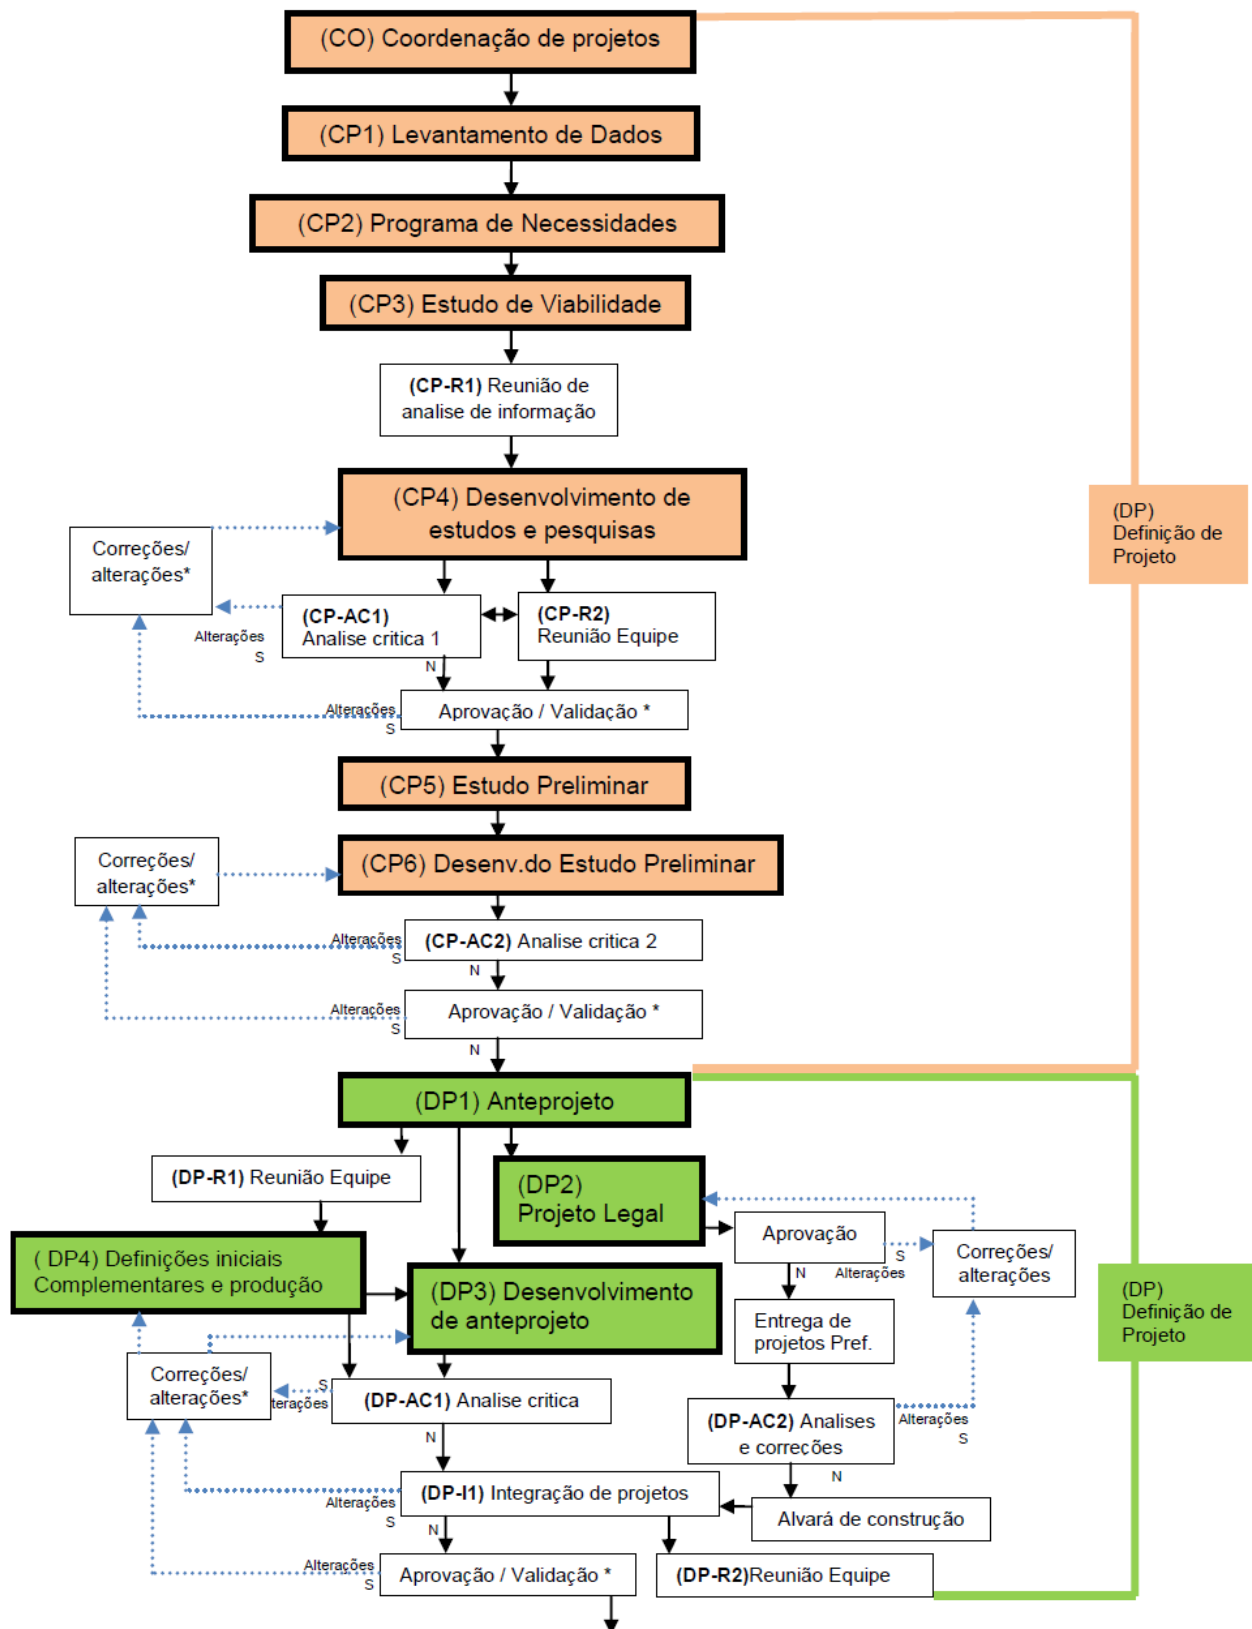 (CO) Coordenação de projetos
(CP1) Levantamento de Dados
(CP2) Programa de Necessidades
(CP3) Estudo de Viabilidade
(CP-R1) Reunião de
analise de informação
(CP4) Desenvolvimento de
estudos e pesquisas
(DP)
Definição de
Projeto
Correções/
alterações*
(CP-AC1)
Analise critica 1
(CP-R2)
Reunião Equipe
Alterações
S
N
Aprovação / Validação *
Alterações
S
(CP5) Estudo Preliminar
(CP6) Desenv.do Estudo Preliminar
Correções/
alterações*
(CP-AC2) Analise critica 2
Alterações
S
N
Aprovação / Validação *
Alterações
S
N
(DP1) Anteprojeto
(DP-R1) Reunião Equipe
(DP2)
Projeto Legal
Aprovação
S
Alterações
N
Correções/
alterações
( DP4) Definições iniciais
Complementares e produção
(DP3) Desenvolvimento
de anteprojeto
(DP)
Definição de
Projeto
Entrega de
projetos Pref.
Correções/
alterações*
S
lterações
(DP-AC1) Analise critica
N
(DP-AC2) Analises
e correções
Alterações
S
N
(DP-I1) Integração de projetos
Alterações
S
N
Alvará de construção
Aprovação / Validação *
Alterações
S
(DP-R2)Reunião Equipe